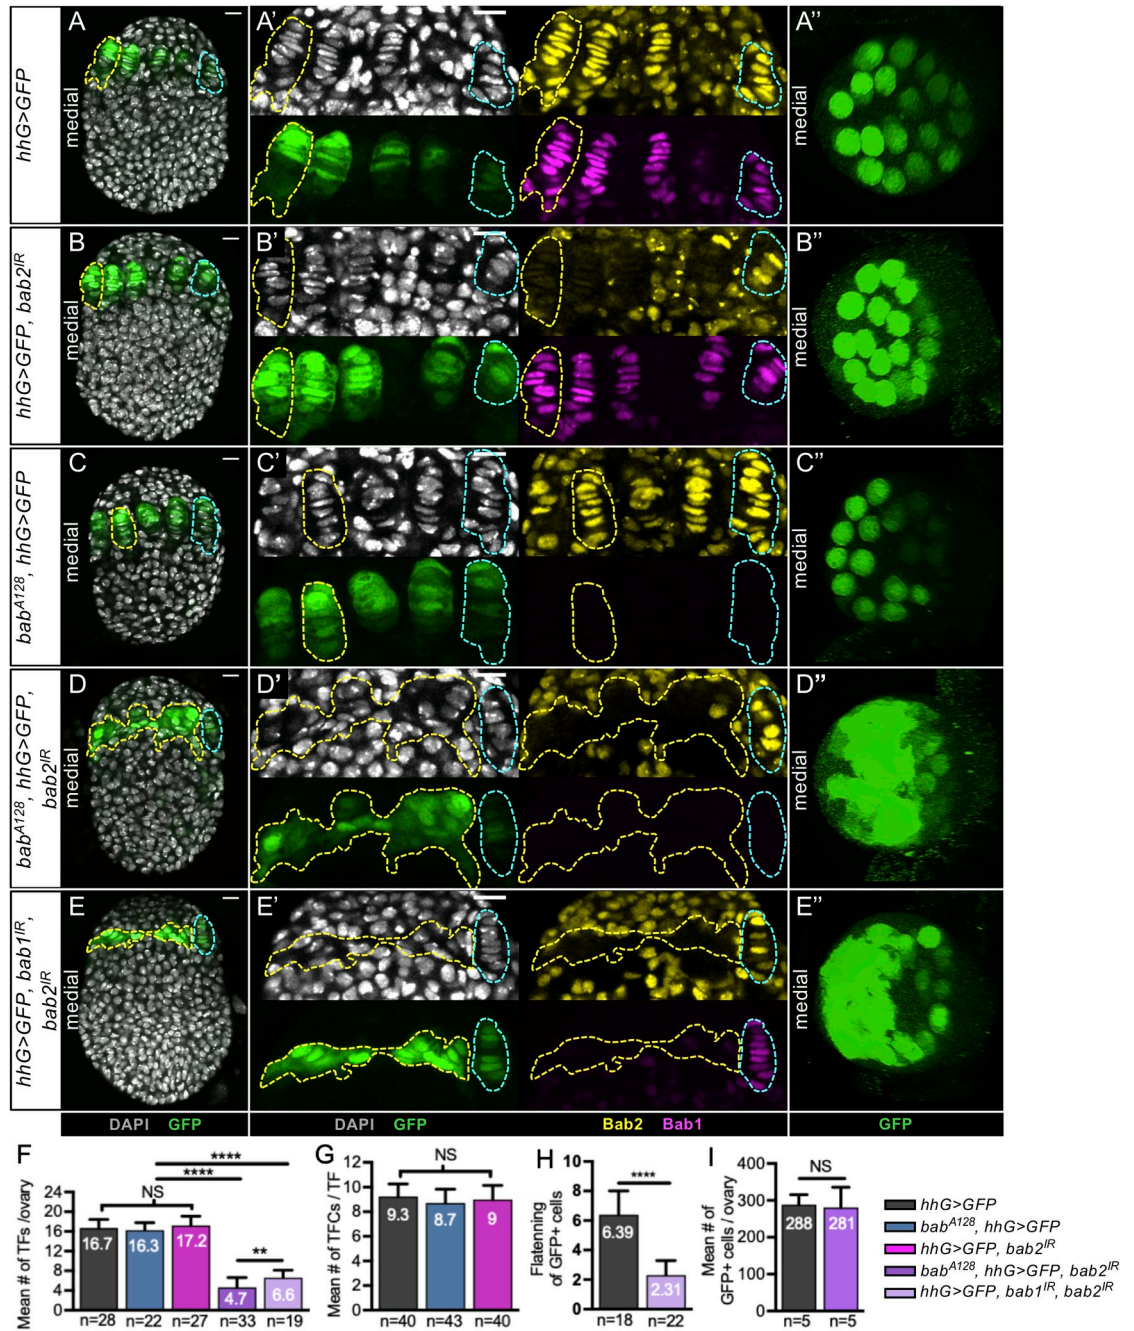 A
A'
A''
hhG>GFP
medial
medial
B
B'
B''
hhG>GFP, bab2IR
medial
medial
C
C'
C''
babA128, hhG>GFP
medial
medial
D
D'
D''
babA128, hhG>GFP,
bab2IR
medial
medial
E
E'
E''
hhG>GFP, bab1IR,
bab2IR
medial
medial
DAPI GFP
DAPI GFP
Bab2 Bab1
GFP
F
Mean # of TFs /ovary
24
20
16
12
8
4
0
****
****
NS
**
16.7
16.3
17.2
4.7
6.6
n=28
n=22
n=27
n=33
n=19
G
Mean # of TFCs / TF
12
10
8
6
4
2
0
NS
9.3
8.7
9
n=40
n=43
n=40
H
Flatening
of GFP+ cells
10
8
6
4
2
0
****
6.39
2.31
n=18
n=22
I
Mean # of
GFP+ cells / ovary
400
300
200
100
0
NS
288
281
n=5
n=5
hhG>GFP
babA128, hhG>GFP
hhG>GFP, bab2IR
babA128, hhG>GFP, bab2IR
hhG>GFP, bab1IR, bab2IR